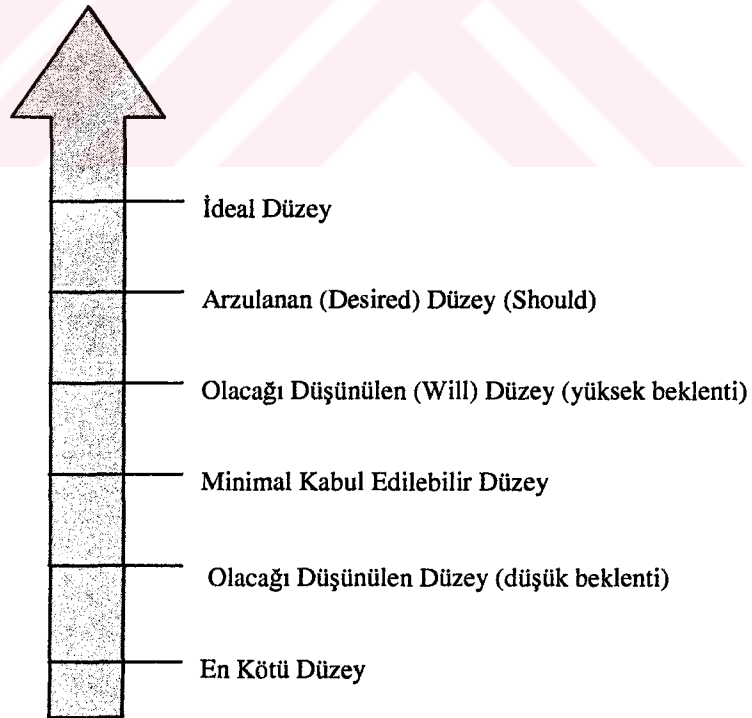 İdeal Düzey
Arzulanan (Desired) Düzey (Should)
Olacağı Düşünülen (Will) Düzey (yüksek beklenti)
Minimal Kabul Edilebilir Düzey
Olacağı Düşünülen Düzey (düşük beklenti)
En Kötü Düzey